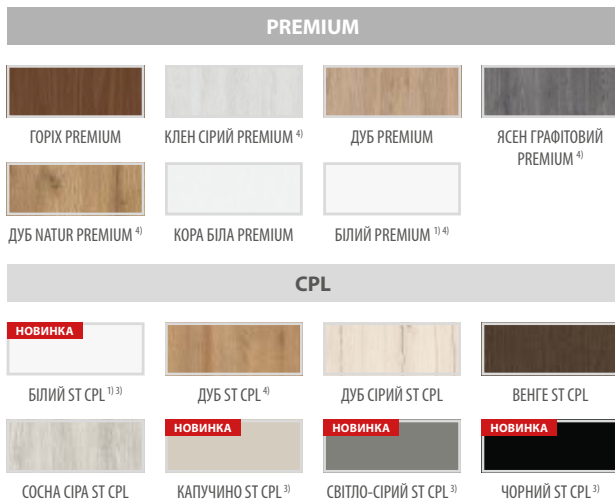 PREMIUM
ГОРІХ PREMIUM
КЛЕН СІРИЙ PREMIUM 4)
ДУБ PREMIUM
ЯСЕН ГРАФІТОВИЙ
PREMIUM 4)
ДУБ NATUR PREMIUM 4)
КОРА БІЛА PREMIUM
БІЛИЙ PREMIUM 1) 4)
CPL
НОВИНКА
БІЛИЙ ST CPL 1) 3)
ДУБ ST CPL 4)
ДУБ СІРИЙ ST CPL
ВЕНГЕ ST CPL
СОСНА СІРА ST CPL
НОВИНКА
КАПУЧИНО ST CPL 3)
НОВИНКА
СВІТЛО-СІРИЙ ST CPL 3)
НОВИНКА
ЧОРНИЙ ST CPL 3)